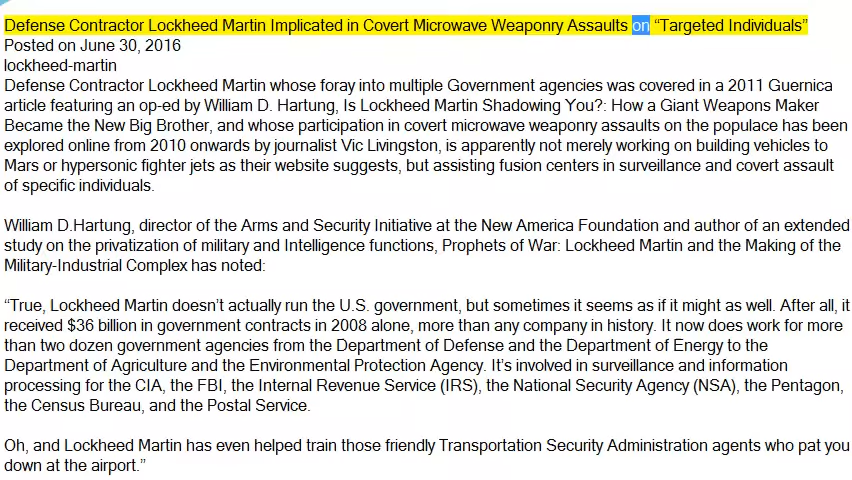 Defense Contractor Lockheed Martin Implicated in Covert Microwave Weaponry Assaults on “Targeted Individuals”
Posted on June 30, 2016
lockheed-martin
Defense Contractor Lockheed Martin whose foray into multiple Government agencies was covered in a 2011 Guernica
article featuring an op-ed by William D. Hartung, Is Lockheed Martin Shadowing You?: How a Giant Weapons Maker
Became the New Big Brother, and whose participation in covert microwave weaponry assaults on the populace has been
explored online from 2010 onwards by journalist Vic Livingston, is apparently not merely working on building vehicles to
Mars or hypersonic fighter jets as their website suggests, but assisting fusion centers in surveillance and covert assault
of specific individuals.
William D.Hartung, director of the Arms and Security Initiative at the New America Foundation and author of an extended
study on the privatization of military and Intelligence functions, Prophets of War: Lockheed Martin and the Making of the
Military-Industrial Complex has noted:
“True, Lockheed Martin doesn’t actually run the U.S. government, but sometimes it seems as if it might as well. After all, it
received $36 billion in government contracts in 2008 alone, more than any company in history. It now does work for more
than two dozen government agencies from the Department of Defense and the Department of Energy to the
Department of Agriculture and the Environmental Protection Agency. It’s involved in surveillance and information
processing for the CIA, the FBI, the Internal Revenue Service (IRS), the National Security Agency (NSA), the Pentagon,
the Census Bureau, and the Postal Service.
Oh, and Lockheed Martin has even helped train those friendly Transportation Security Administration agents who pat you
down at the airport.”